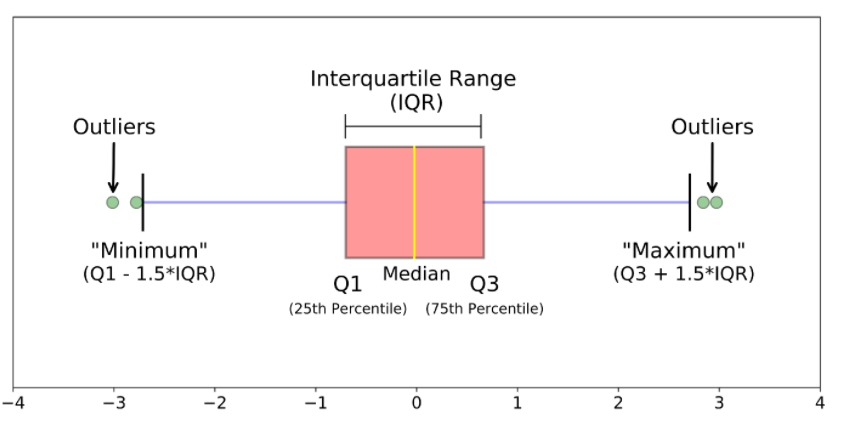 Interquartile Range
(IQR)
Outliers
Outliers
"Minimum"
(Q1 - 1.5*IQR)
"Maximum"
(Q3 + 1.5*IQR)
Median
Q1
Q3
(25th Percentile)
(75th Percentile)
−4
−3
−2
−1
0
1
2
3
4